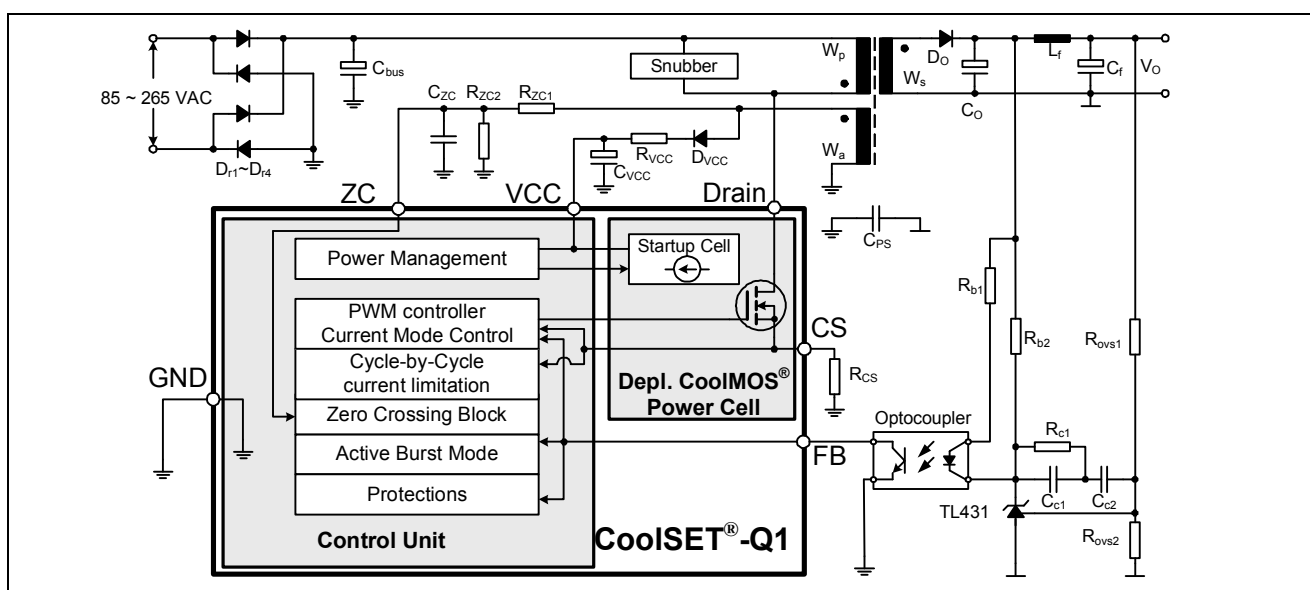 85 ~ 265 VAC
Dr1~Dr4
Cbus
Snubber
Wp
Ws
Wa
DO
CO
Lf
Cf
VO
CZC
RZC2
RZC1
CVCC
RVCC
DVCC
CPS
ZC
VCC
Drain
Power Management
Startup Cell
PWM controller
Current Mode Control
Cycle-by-Cycle
current limitation
Zero Crossing Block
Active Burst Mode
Protections
Control Unit
Depl. CoolMOS®
Power Cell
CoolSET®-Q1
GND
CS
RCS
FB
Optocoupler
Rb1
Rb2
Rovs1
Rc1
Cc1
Cc2
TL431
Rovs2